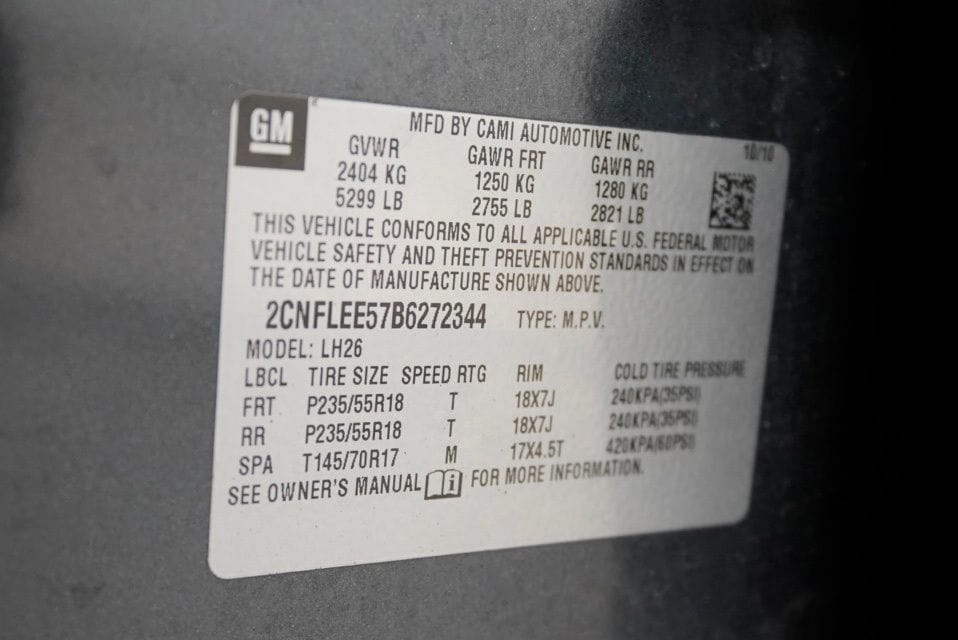 GM
MFD BY CAMI AUTOMOTIVE INC.
10/10
GVWR GAWR FRT GAWR RR
2404 KG 1250 KG 1280 KG
5299 LB 2755 LB 2821 LB
THIS VEHICLE CONFORMS TO ALL APPLICABLE U.S. FEDERAL MOTOR
VEHICLE SAFETY AND THEFT PREVENTION STANDARDS IN EFFECT ON
THE DATE OF MANUFACTURE SHOWN ABOVE.
2CNFLEE57B6272344 TYPE: M.P.V.
MODEL: LH26
LBCL TIRE SIZE SPEED RTG RIM COLD TIRE PRESSURE
FRT P235/55R18 T 18X7J 240KPA(35PSI)
RR P235/55R18 T 18X7J 240KPA(35PSI)
SPA T145/70R17 M 17X4.5T 420KPA(60PSI)
SEE OWNER'S MANUAL i FOR MORE INFORMATION.